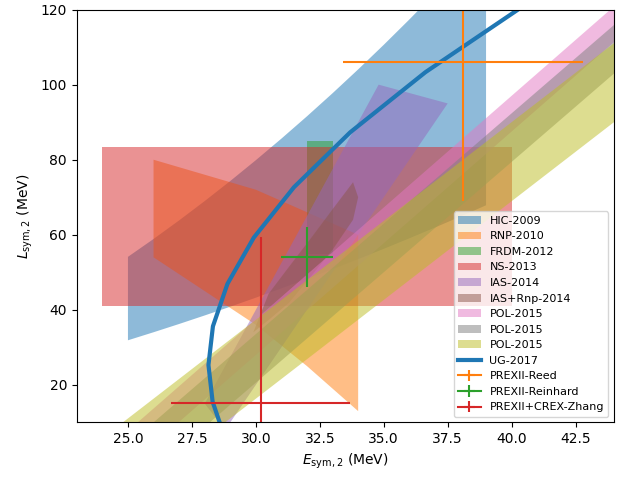 120
100
80
60
40
20
L_sym, 2 (MeV)
25.0 27.5 30.0 32.5 35.0 37.5 40.0 42.5
E_sym, 2 (MeV)
HIC-2009
RNP-2010
FRDM-2012
NS-2013
IAS-2014
IAS+Rnp-2014
POL-2015
POL-2015
POL-2015
UG-2017
PREXII-Reed
PREXII-Reinhard
PREXII+CREX-Zhang